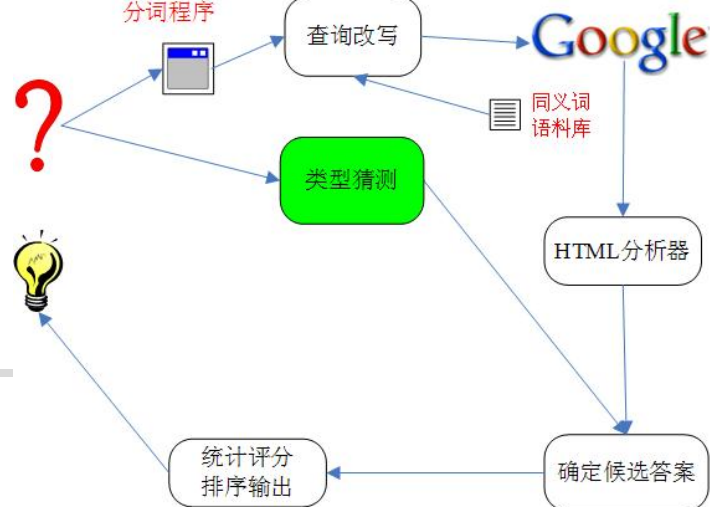 分词程序
查询改写
Google
同义词
语料库
类型猜测
HTML分析器
统计评分
排序输出
确定候选答案